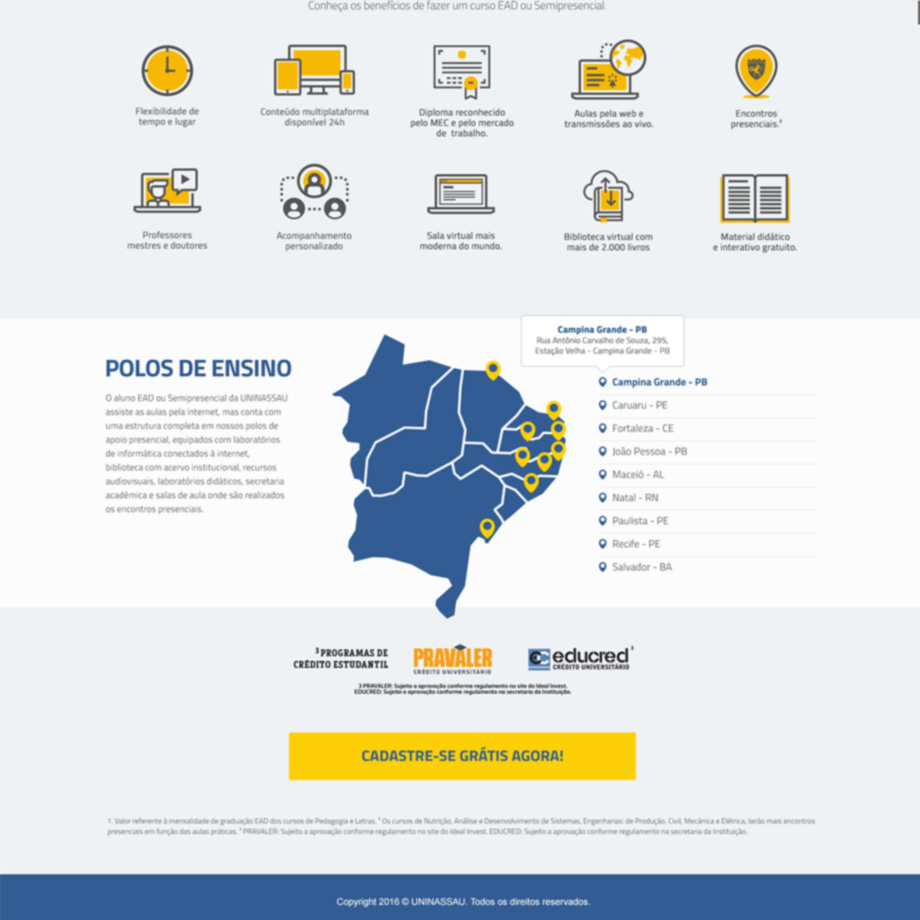 Conheça os benefícios de fazer um curso EAD ou Semipresencial.
Flexibilidade de
tempo e lugar
Conteúdo multiplataforma
disponível 24h
Diploma reconhecido
pelo MEC e pelo mercado
de trabalho.
Aulas pela web e
transmissões ao vivo.
Encontros
presenciais.²
Professores
mestres e doutores
Acompanhamento
personalizado
Sala virtual mais
moderna do mundo.
Biblioteca virtual com
mais de 2.000 livros
Material didático
e interativo gratuito.
POLOS DE ENSINO
O aluno EAD ou Semipresencial da UNINASSAU
assiste as aulas pela internet, mas conta com
uma estrutura completa em nossos polos de
apoio presencial, equipados com laboratórios
de informática conectados à internet,
biblioteca com acervo institucional, recursos
audiovisuais, laboratórios didáticos, secretaria
acadêmica e salas de aula onde são realizados
os encontros presenciais.
Campina Grande - PB
Rua Antônio Carvalho de Souza, 295,
Estação Velha - Campina Grande - PB
Campina Grande - PB
Caruaru - PE
Fortaleza - CE
João Pessoa - PB
Maceió - AL
Natal - RN
Paulista - PE
Recife - PE
Salvador - BA
³ PROGRAMAS DE
CRÉDITO ESTUDANTIL
PRAVALER
CRÉDITO UNIVERSITÁRIO
educred ³
CRÉDITO UNIVERSITÁRIO
3 PRAVALER: Sujeito a aprovação conforme regulamento no site do Ideal Invest.
EDUCRED: Sujeito a aprovação conforme regulamento na secretaria da Instituição.
CADASTRE-SE GRÁTIS AGORA!
1. Valor referente à mensalidade de graduação EAD dos cursos de Pedagogia e Letras. ² Os cursos de Nutrição, Análise e Desenvolvimento de Sistemas, Engenharias: de Produção, Civil, Mecânica e Elétrica, terão mais encontros
presenciais em função das aulas práticas. ³ PRAVALER: Sujeito a aprovação conforme regulamento no site do Ideal Invest. EDUCRED: Sujeito a aprovação conforme regulamento na secretaria da Instituição.
Copyright 2016 © UNINASSAU. Todos os direitos reservados.